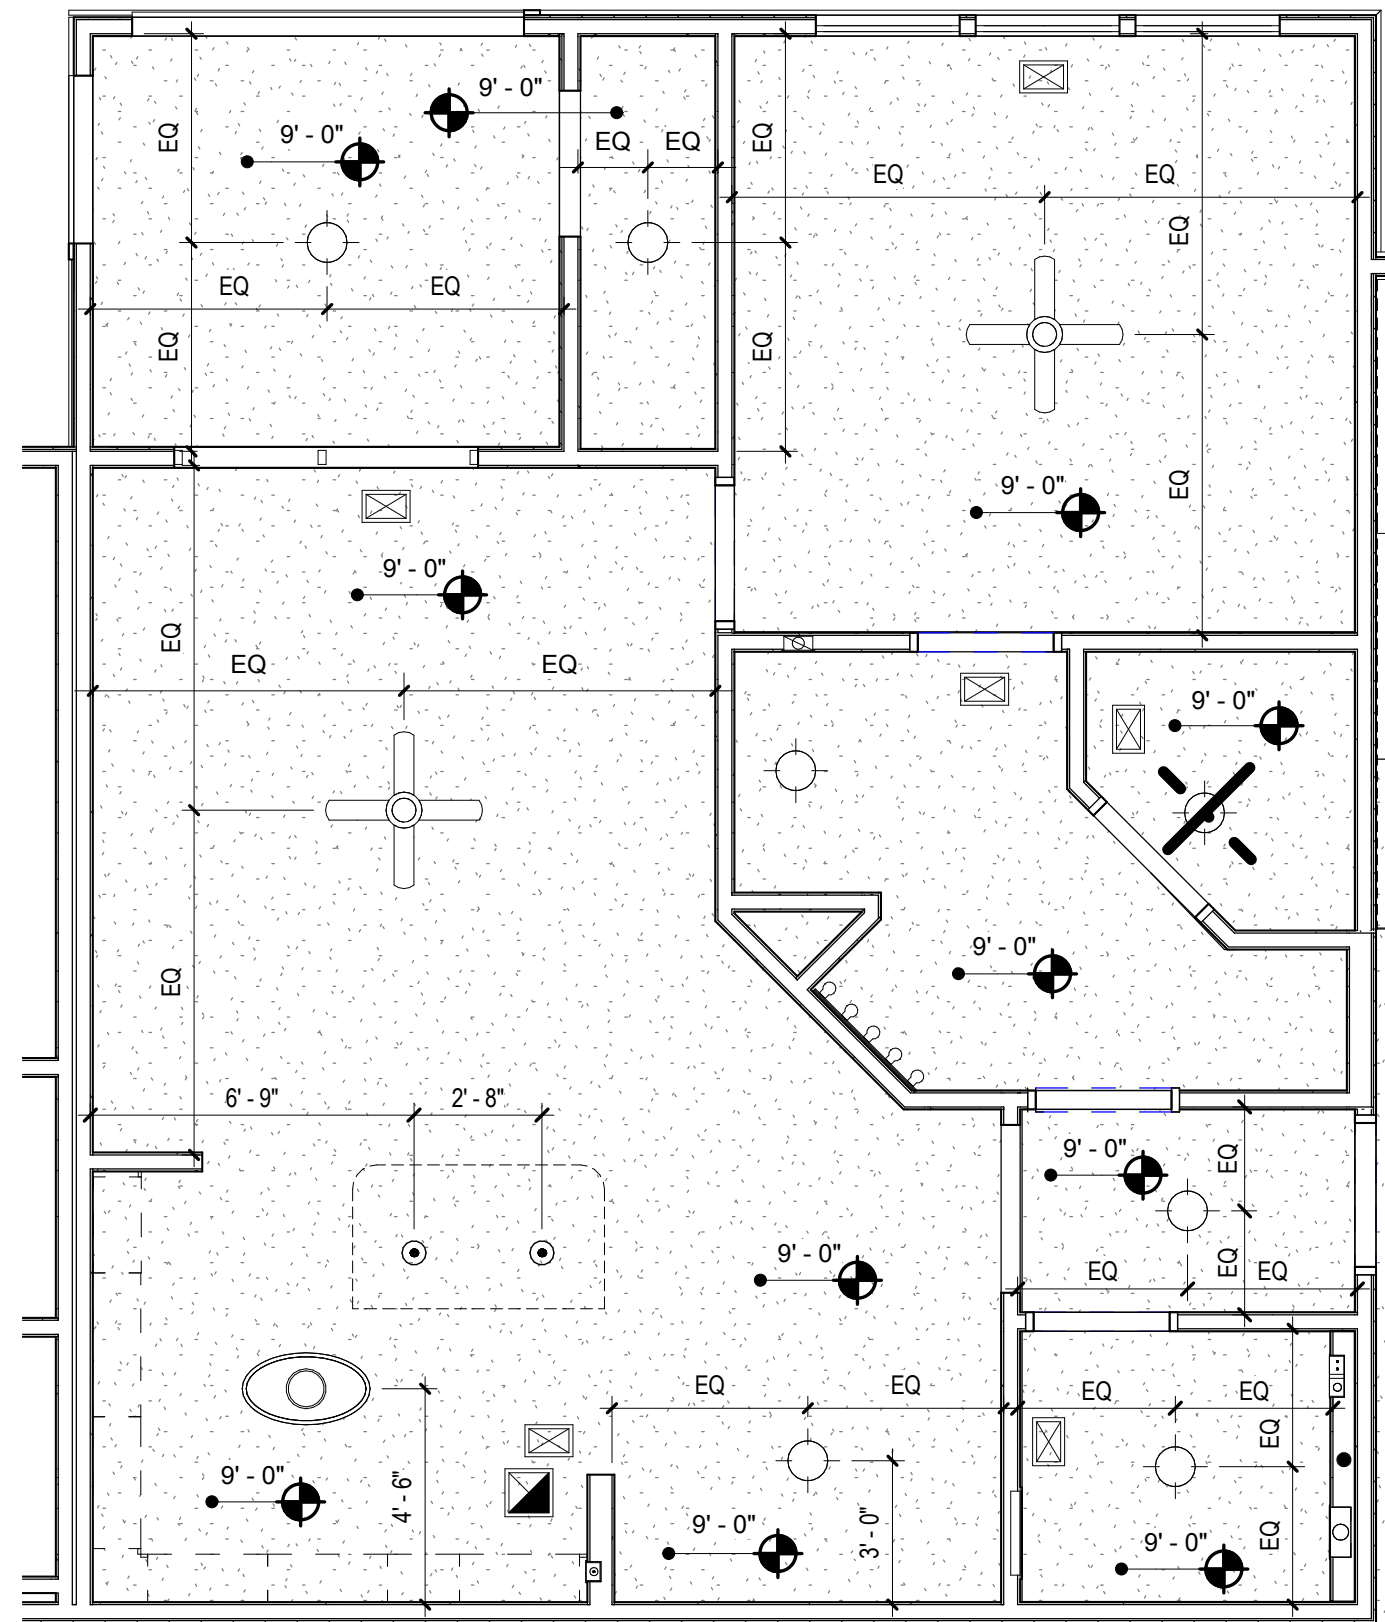 9' - 0"
EQ
9' - 0"
EQ
EQ
EQ
EQ
EQ
EQ
EQ
EQ
EQ
EQ
EQ
9' - 0"
EQ
9' - 0"
EQ
EQ
EQ
9' - 0"
9' - 0"
EQ
6' - 9"
2' - 8"
9' - 0"
EQ
9' - 0"
EQ
EQ
EQ
EQ
EQ
EQ
EQ
EQ
9' - 0"
4' - 6"
9' - 0"
3' - 0"
9' - 0"
EQ